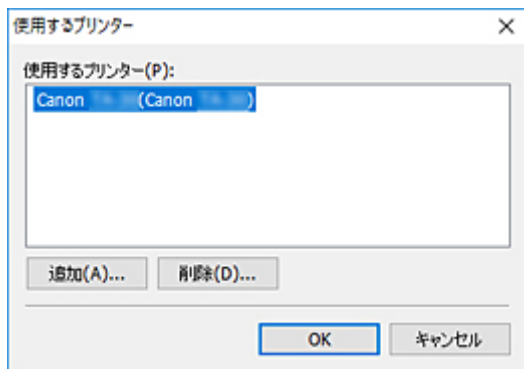 使用するプリンター
使用するプリンター(P):
Canon (Canon )
追加(A)...
削除(D)...
OK
キャンセル